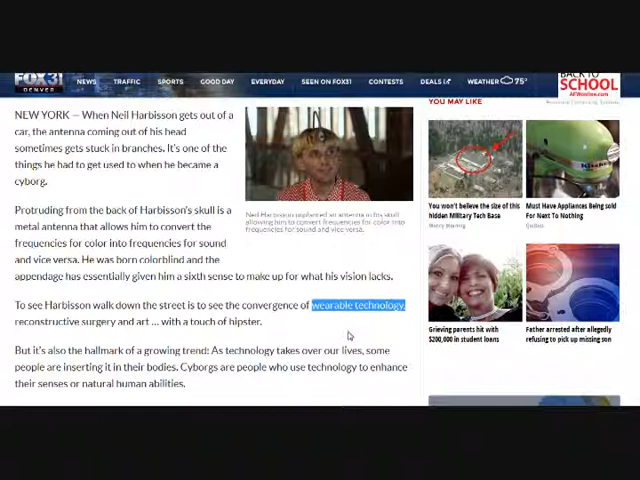 FOX31
DENVER
NEWS TRAFFIC SPORTS GOOD DAY EVERYDAY SEEN ON FOX31 CONTESTS DEALS WEATHER 75°
BACK TO
SCHOOL
AFWonline.com
NEW YORK — When Neil Harbisson gets out of a
car, the antenna coming out of his head
sometimes gets stuck in branches. It's one of the
things he had to get used to when he became a
cyborg.
Protruding from the back of Harbisson's skull is a
metal antenna that allows him to convert the
frequencies for color into frequencies for sound
and vice versa. He was born colorblind and the
appendage has essentially given him a sixth sense to make up for what his vision lacks.
Neil Harbisson implanted an antenna in his skull
allowing him to convert frequencies for color into
frequencies for sound and vice versa.
To see Harbisson walk down the street is to see the convergence of wearable technology,
reconstructive surgery and art ... with a touch of hipster.
But it's also the hallmark of a growing trend: As technology takes over our lives, some
people are inserting it in their bodies. Cyborgs are people who use technology to enhance
their senses or natural human abilities.
YOU MAY LIKE
You won't believe the size of this
hidden Military Tech Base
Must Have Appliances Being sold
For Next To Nothing
Grieving parents hit with
$200,000 in student loans
Father arrested after allegedly
refusing to pick up missing son